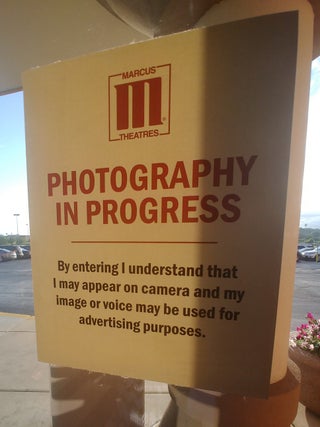 MARCUS
M
THEATRES®
PHOTOGRAPHY
IN PROGRESS
By entering I understand that
I may appear on camera and my
image or voice may be used for
advertising purposes.